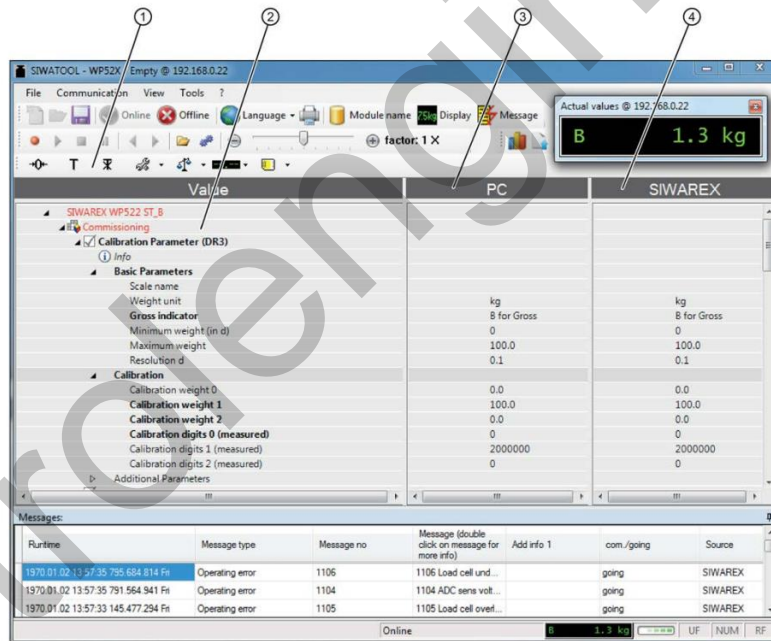 1 2 3 4
SIWATOOL - WP52X - Empty @ 192.168.0.22
File Communication View Tools ?
Online Offline Language Module name 25kg Display Message
Actual values @ 192.168.0.22
B 1.3 kg
factor: 1 X
→0← T
Value PC SIWAREX
SIWAREX WP522 ST_B
Commissioning
Calibration Parameter (DR3)
Info
Basic Parameters
Scale name
Weight unit kg kg
Gross indicator B for Gross B for Gross
Minimum weight (in d) 0 0
Maximum weight 100.0 100.0
Resolution d 0.1 0.1
Calibration
Calibration weight 0 0.0 0.0
Calibration weight 1 100.0 100.0
Calibration weight 2 0.0 0.0
Calibration digits 0 (measured) 0 0
Calibration digits 1 (measured) 2000000 2000000
Calibration digits 2 (measured) 0 0
Additional Parameters
Messages:
Runtime Message type Message no Message (double click on message for more info) Add info 1 com./going Source
1970.01.02 13:57:35 795.684.814 Fri Operating error 1106 1106 Load cell und... going SIWAREX
1970.01.02 13:57:35 791.564.941 Fri Operating error 1104 1104 ADC sens volt... going SIWAREX
1970.01.02 13:57:33 145.477.294 Fri Operating error 1105 1105 Load cell overl... going SIWAREX
Online B 1.3 kg UF NUM RF